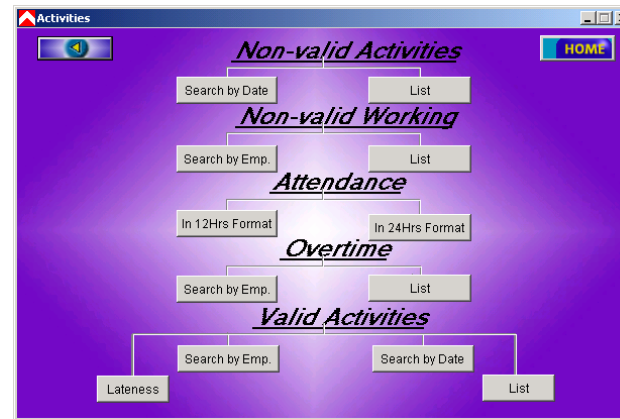 Activities
Non-valid Activities
HOME
Search by Date
List
Non-valid Working
Search by Emp.
List
Attendance
In 12Hrs Format
In 24Hrs Format
Overtime
Search by Emp.
List
Valid Activities
Search by Emp.
Search by Date
Lateness
List